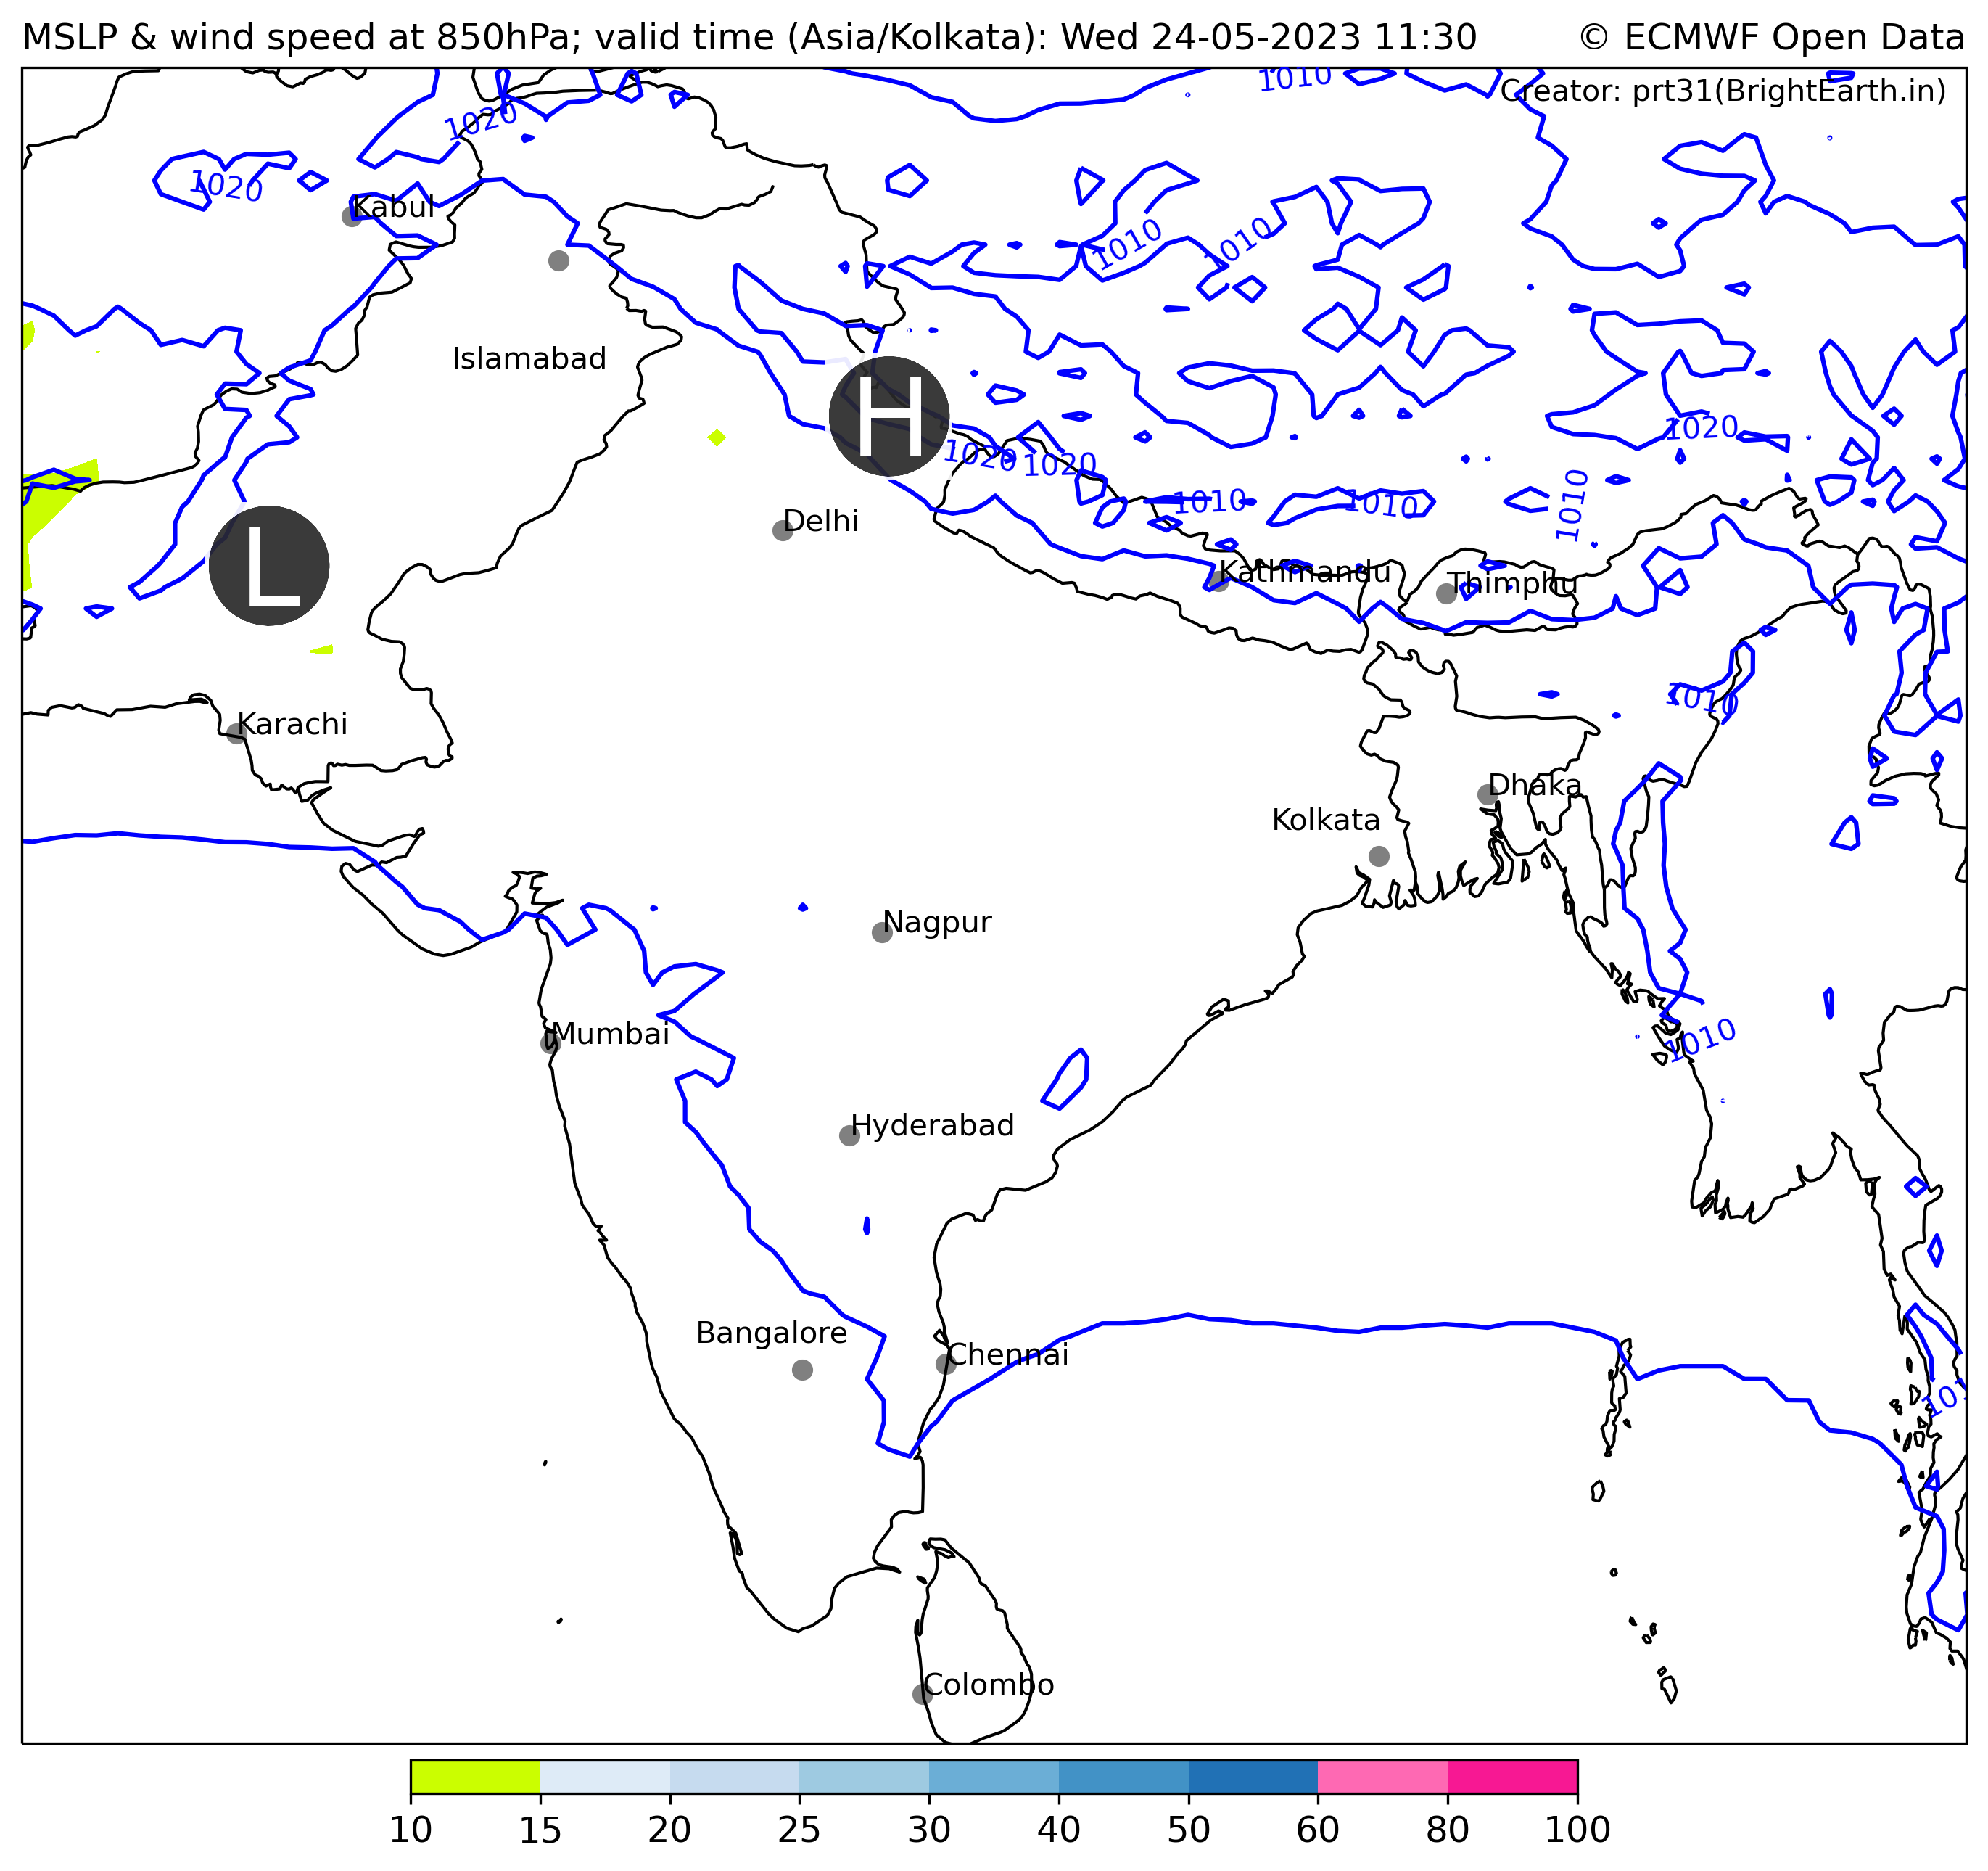 MSLP & wind speed at 850hPa; valid time (Asia/Kolkata): Wed 24-05-2023 11:30
© ECMWF Open Data
1010
Creator: prt31(BrightEarth.in)
1020
1020
Kabul
1010
1010
Islamabad
H
1020
1020
1020
1010
1010
1010
Delhi
L
Kathmandu
Thimphu
1010
Karachi
Dhaka
Kolkata
Nagpur
Mumbai
1010
Hyderabad
Bangalore
Chennai
Colombo
10 15 20 25 30 40 50 60 80 100